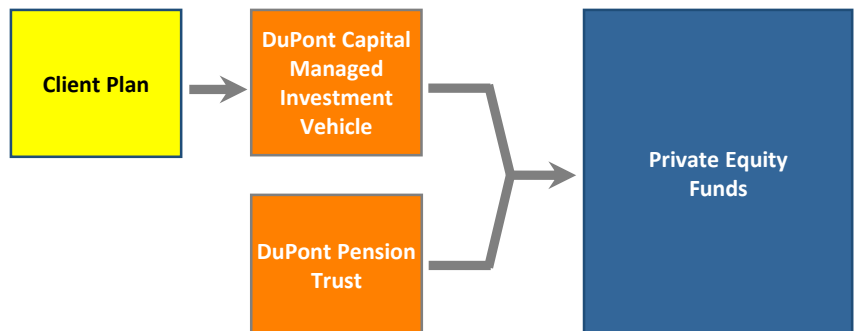 Client Plan
DuPont Capital
Managed
Investment
Vehicle
DuPont Pension
Trust
Private Equity
Funds